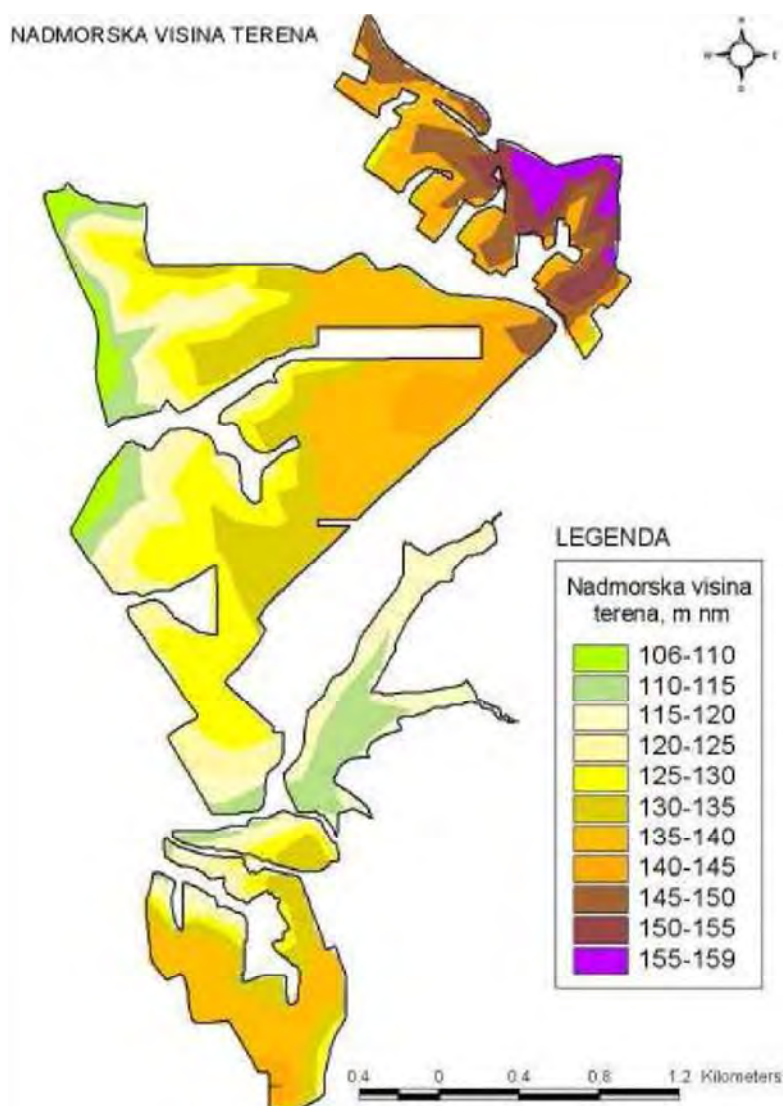 NADMORSKA VISINA TERENA
LEGENDA
Nadmorska visina
terena, m nm
106-110
110-115
115-120
120-125
125-130
130-135
135-140
140-145
145-150
150-155
155-159
0.4 0 0.4 0.8 1.2 Kilometers